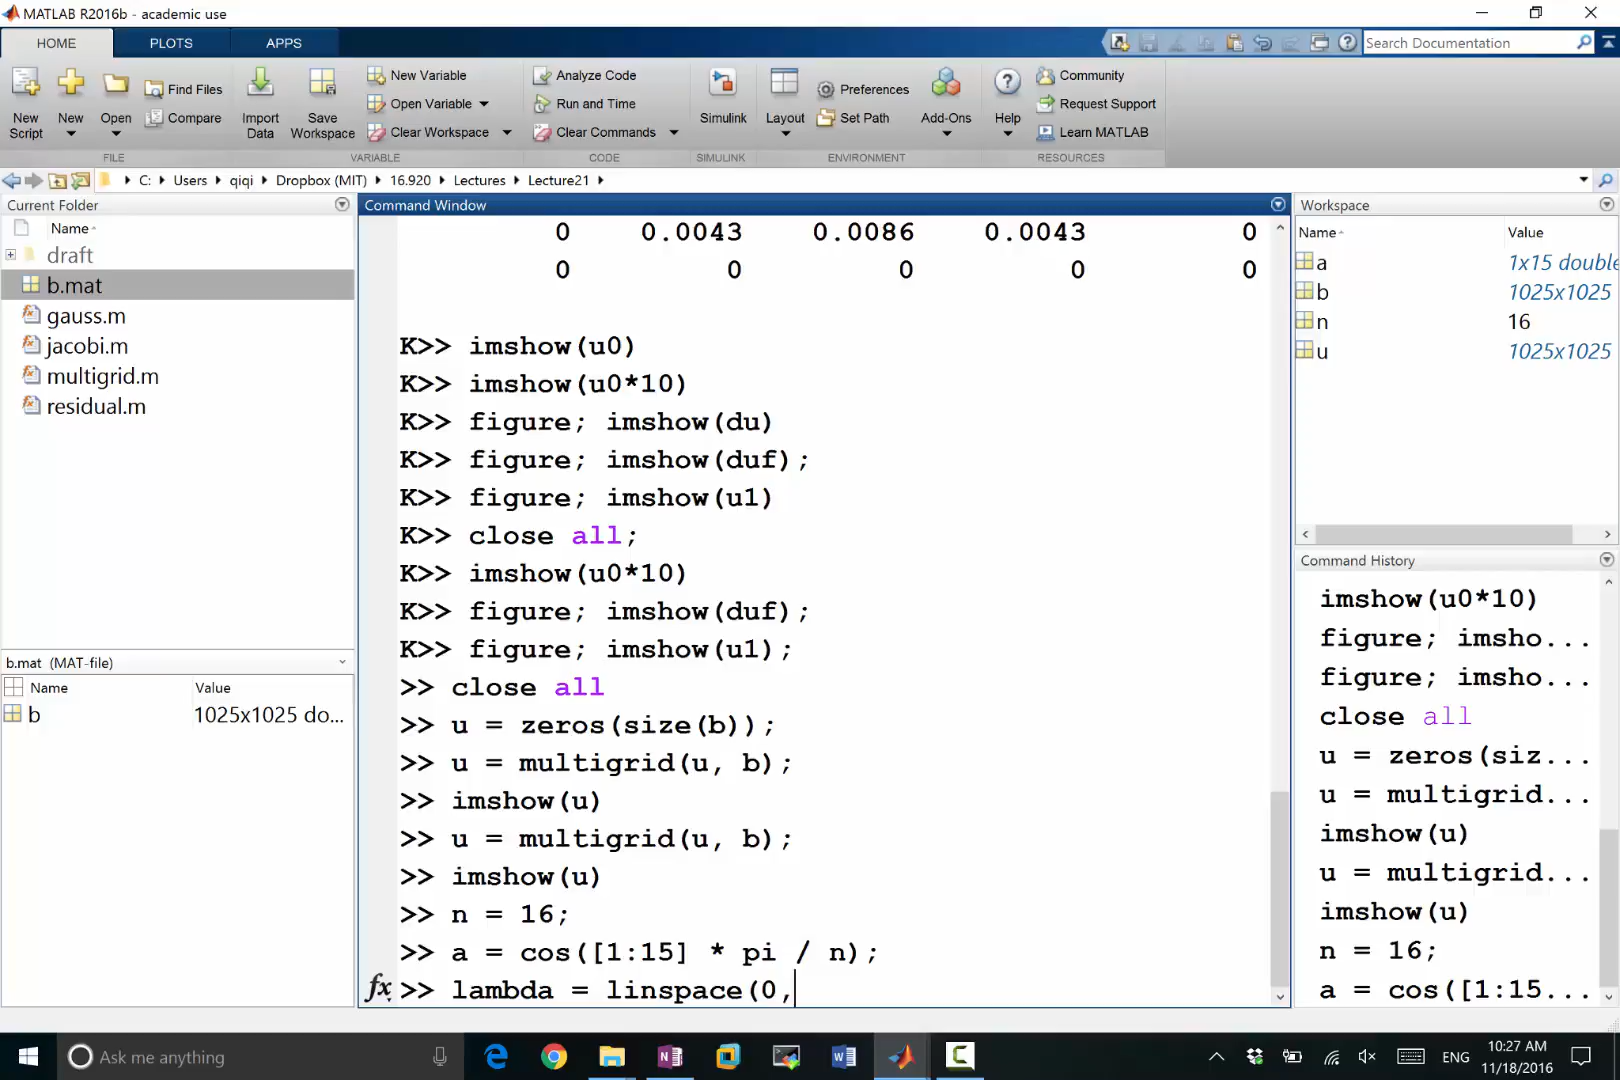 MATLAB R2016b - academic use
HOME PLOTS APPS
Search Documentation
New Script
New
Open
Find Files
Compare
Import Data
Save Workspace
New Variable
Open Variable
Clear Workspace
Analyze Code
Run and Time
Clear Commands
Simulink
Layout
Preferences
Set Path
Add-Ons
Help
Community
Request Support
Learn MATLAB
FILE VARIABLE CODE SIMULINK ENVIRONMENT RESOURCES
C: Users qiqi Dropbox (MIT) 16.920 Lectures Lecture21
Current Folder
Name
draft
b.mat
gauss.m
jacobi.m
multigrid.m
residual.m
b.mat (MAT-file)
Name Value
b 1025x1025 do...
Command Window
0 0.0043 0.0086 0.0043 0
0 0 0 0 0
K>> imshow(u0)
K>> imshow(u0*10)
K>> figure; imshow(du)
K>> figure; imshow(duf);
K>> figure; imshow(u1)
K>> close all;
K>> imshow(u0*10)
K>> figure; imshow(duf);
K>> figure; imshow(u1);
>> close all
>> u = zeros(size(b));
>> u = multigrid(u, b);
>> imshow(u)
>> u = multigrid(u, b);
>> imshow(u)
>> n = 16;
>> a = cos([1:15] * pi / n);
fx >> lambda = linspace(0,
Workspace
Name Value
a 1x15 double
b 1025x1025
n 16
u 1025x1025
Command History
imshow(u0*10)
figure; imsho...
figure; imsho...
close all
u = zeros(siz...
u = multigrid...
imshow(u)
u = multigrid...
imshow(u)
n = 16;
a = cos([1:15...
Ask me anything
ENG
10:27 AM
11/18/2016